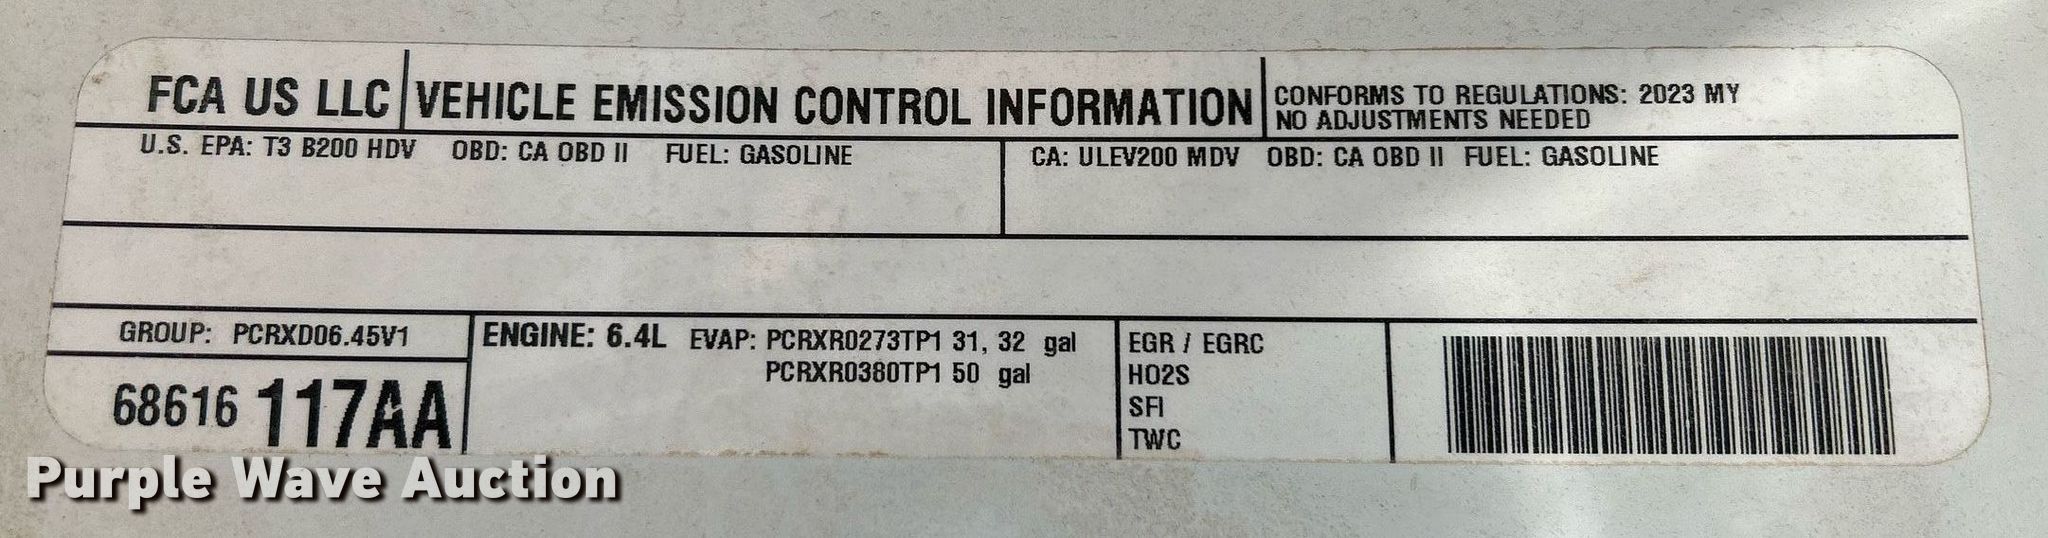 FCA US LLC VEHICLE EMISSION CONTROL INFORMATION CONFORMS TO REGULATIONS: 2023 MY
NO ADJUSTMENTS NEEDED
U.S. EPA: T3 B200 HDV OBD: CA OBD II FUEL: GASOLINE CA: ULEV200 MDV OBD: CA OBD II FUEL: GASOLINE
GROUP: PCRXD06.45V1
68616 117AA
ENGINE: 6.4L EVAP: PCRXR0273TP1 31, 32 gal
PCRXR0380TP1 50 gal
EGR / EGRC
HO2S
SFI
TWC
Purple Wave Auction